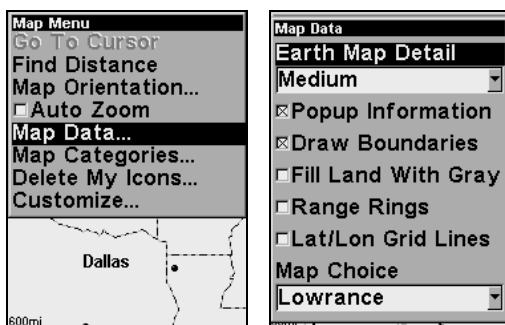 Map Menu
Go To Cursor
Find Distance
Map Orientation...
Auto Zoom
Map Data...
Map Categories...
Delete My Icons...
Customize...
Dallas
600mi
Map Data
Earth Map Detail
Medium
Popup Information
Draw Boundaries
Fill Land With Gray
Range Rings
Lat/Lon Grid Lines
Map Choice
Lowrance